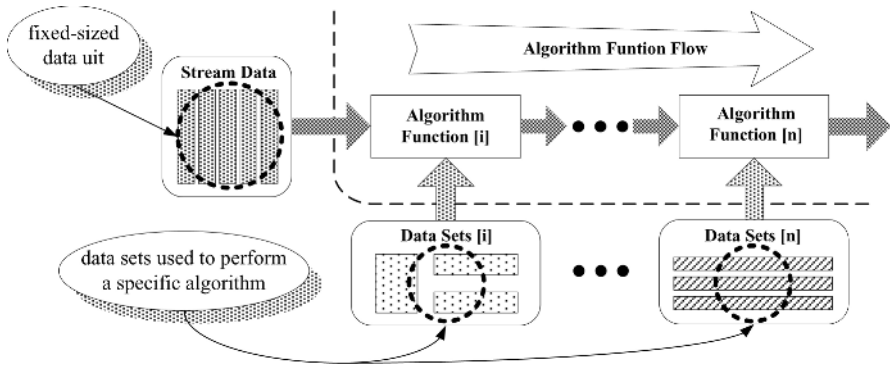 fixed-sized
data uit
Stream Data
Algorithm Funtion Flow
Algorithm
Function [i]
Algorithm
Function [n]
Data Sets [i]
Data Sets [n]
data sets used to perform
a specific algorithm